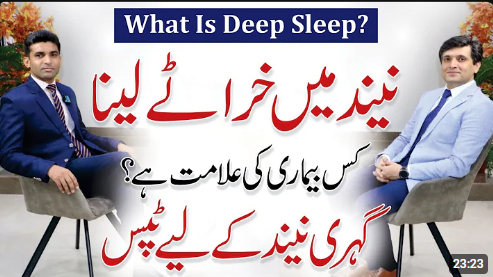 What Is Deep Sleep?
نیند میں خراٹے لینا
کس بیماری کی علامت ہے؟
گہری نیند کے لیے ٹپس
23:23